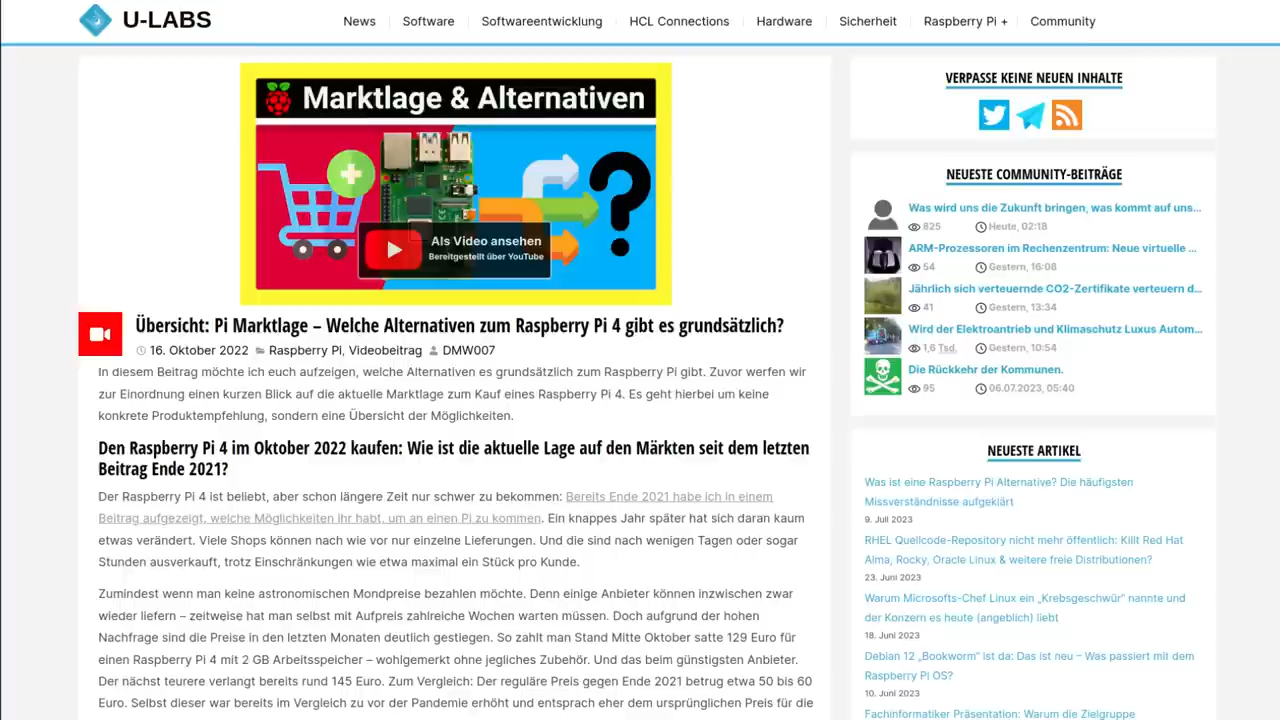 U-LABS
News
Software
Softwareentwicklung
HCL Connections
Hardware
Sicherheit
Raspberry Pi +
Community
Marktlage & Alternativen
Als Video ansehen
Bereitgestellt über YouTube
Übersicht: Pi Marktlage – Welche Alternativen zum Raspberry Pi 4 gibt es grundsätzlich?
16. Oktober 2022 Raspberry Pi, Videobeitrag DMW007
In diesem Beitrag möchte ich euch aufzeigen, welche Alternativen es grundsätzlich zum Raspberry Pi gibt. Zuvor werfen wir
zur Einordnung einen kurzen Blick auf die aktuelle Marktlage zum Kauf eines Raspberry Pi 4. Es geht hierbei um keine
konkrete Produktempfehlung, sondern eine Übersicht der Möglichkeiten.
Den Raspberry Pi 4 im Oktober 2022 kaufen: Wie ist die aktuelle Lage auf den Märkten seit dem letzten
Beitrag Ende 2021?
Der Raspberry Pi 4 ist beliebt, aber schon längere Zeit nur schwer zu bekommen: Bereits Ende 2021 habe ich in einem
Beitrag aufgezeigt, welche Möglichkeiten ihr habt, um an einen Pi zu kommen. Ein knappes Jahr später hat sich daran kaum
etwas verändert. Viele Shops können nach wie vor nur einzelne Lieferungen. Und die sind nach wenigen Tagen oder sogar
Stunden ausverkauft, trotz Einschränkungen wie etwa maximal ein Stück pro Kunde.
Zumindest wenn man keine astronomischen Mondpreise bezahlen möchte. Denn einige Anbieter können inzwischen zwar
wieder liefern – zeitweise hat man selbst mit Aufpreis zahlreiche Wochen warten müssen. Doch aufgrund der hohen
Nachfrage sind die Preise in den letzten Monaten deutlich gestiegen. So zahlt man Stand Mitte Oktober satte 129 Euro für
einen Raspberry Pi 4 mit 2 GB Arbeitsspeicher – wohlgemerkt ohne jegliches Zubehör. Und das beim günstigsten Anbieter.
Der nächst teurere verlangt bereits rund 145 Euro. Zum Vergleich: Der reguläre Preis gegen Ende 2021 betrug etwa 50 bis 60
Euro. Selbst dieser war bereits im Vergleich zu vor der Pandemie erhöht und entsprach eher dem ursprünglichen Preis für die
VERPASSE KEINE NEUEN INHALTE
NEUESTE COMMUNITY-BEITRÄGE
Was wird uns die Zukunft bringen, was kommt auf uns...
825 Heute, 02:18
ARM-Prozessoren im Rechenzentrum: Neue virtuelle ...
54 Gestern, 16:08
Jährlich sich verteuernde CO2-Zertifikate verteuern d...
41 Gestern, 13:34
Wird der Elektroantrieb und Klimaschutz Luxus Autom...
1,6 Tsd. Gestern, 10:54
Die Rückkehr der Kommunen.
95 06.07.2023, 05:40
NEUESTE ARTIKEL
Was ist eine Raspberry Pi Alternative? Die häufigsten
Missverständnisse aufgeklärt
9. Juli 2023
RHEL Quellcode-Repository nicht mehr öffentlich: Killt Red Hat
Alma, Rocky, Oracle Linux & weitere freie Distributionen?
23. Juni 2023
Warum Microsofts-Chef Linux ein „Krebsgeschwür“ nannte und
der Konzern es heute (angeblich) liebt
18. Juni 2023
Debian 12 „Bookworm“ ist da: Das ist neu – Was passiert mit dem
Raspberry Pi OS?
10. Juni 2023
Fachinformatiker Präsentation: Warum die Zielgruppe